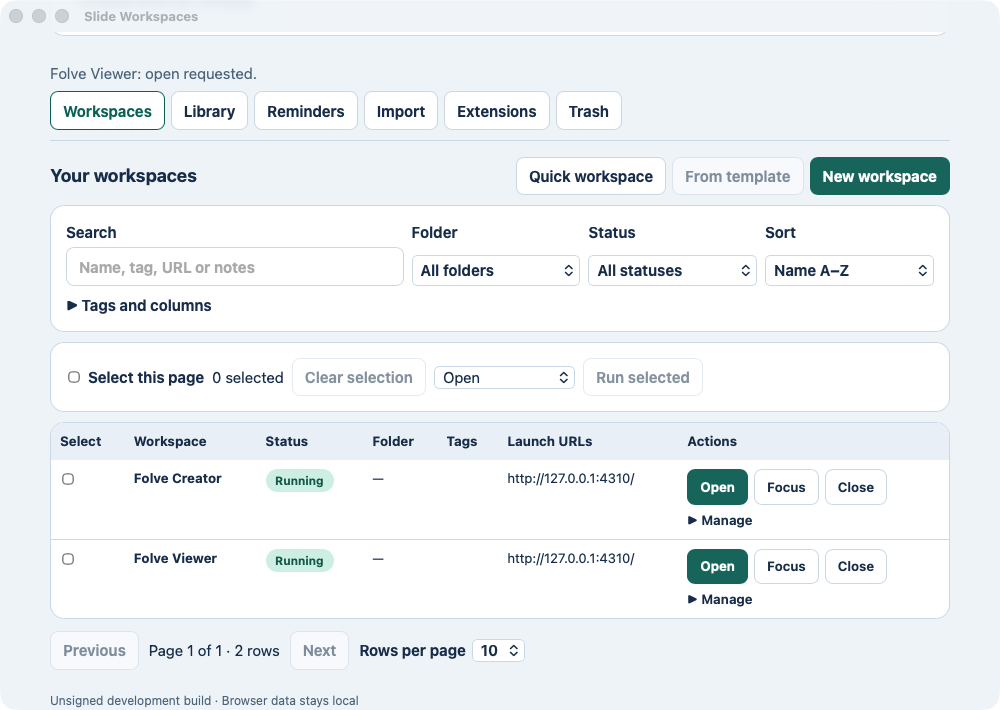 Slide Workspaces
Folve Viewer: open requested.
Workspaces Library Reminders Import Extensions Trash
Your workspaces Quick workspace From template New workspace
Search Folder Status Sort
Name, tag, URL or notes All folders All statuses Name A–Z
▶ Tags and columns
Select this page 0 selected Clear selection Open Run selected
Select Workspace Status Folder Tags Launch URLs Actions
Folve Creator Running — http://127.0.0.1:4310/ Open Focus Close
▶ Manage
Folve Viewer Running — http://127.0.0.1:4310/ Open Focus Close
▶ Manage
Previous Page 1 of 1 · 2 rows Next Rows per page 10
Unsigned development build · Browser data stays local